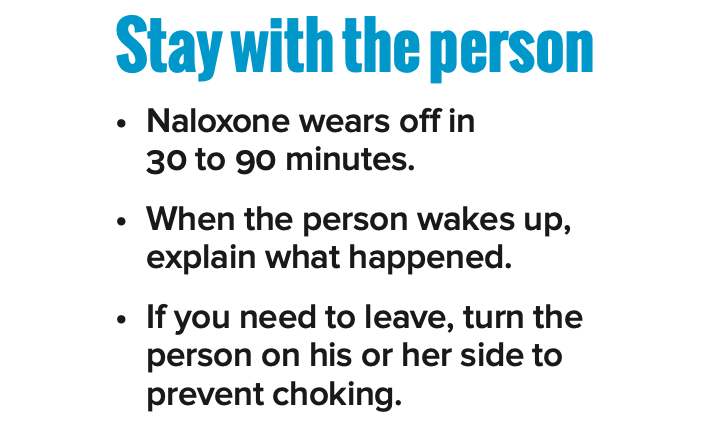 Stay with the person
• Naloxone wears off in
30 to 90 minutes.
• When the person wakes up,
explain what happened.
• If you need to leave, turn the
person on his or her side to
prevent choking.